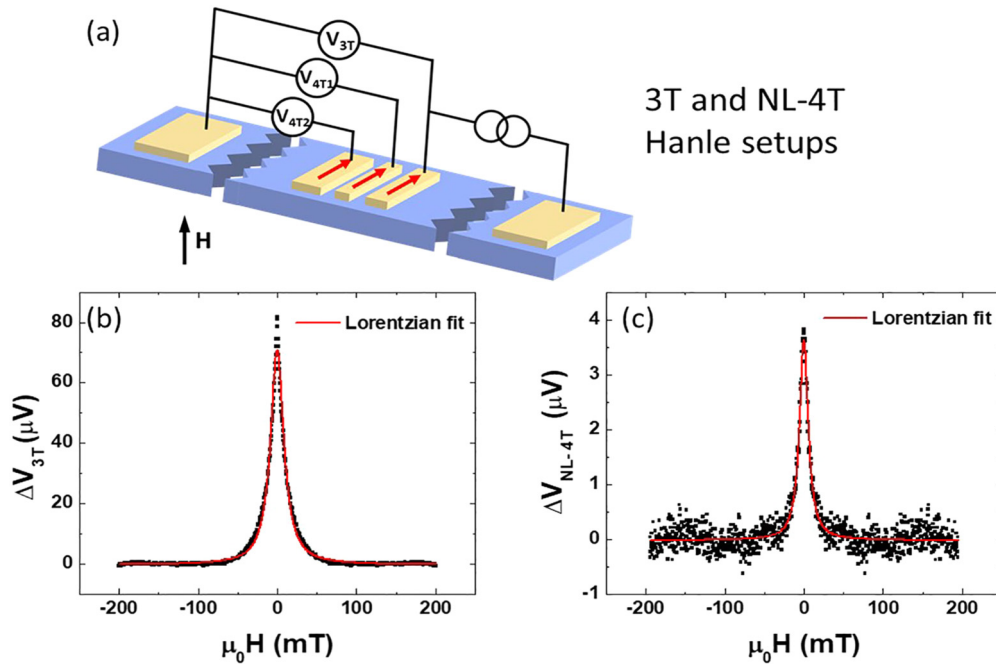 (a)
V3T
V4T1
V4T2
H
3T and NL-4T
Hanle setups
(b)
Lorentzian fit
80
60
40
20
0
ΔV3T (μV)
-200 -100 0 100 200
μ0H (mT)
(c)
Lorentzian fit
4
3
2
1
0
-1
ΔVNL-4T (μV)
-200 -100 0 100 200
μ0H (mT)